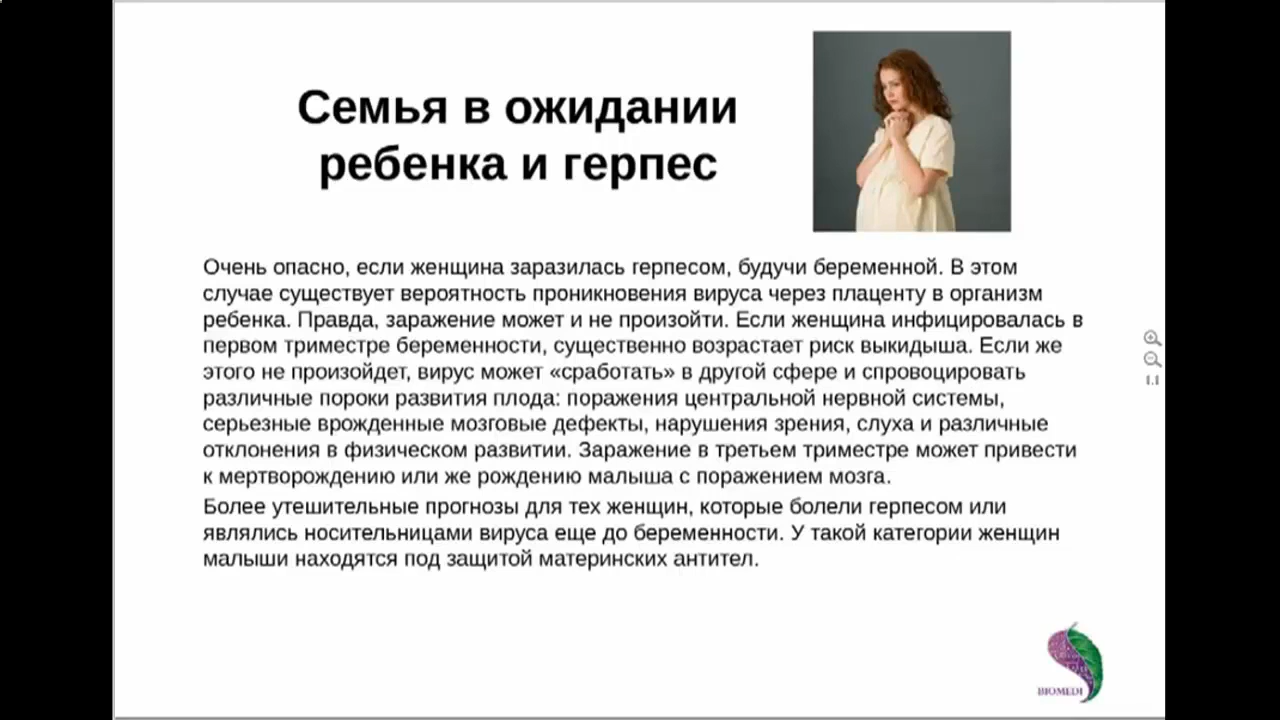 Семья в ожидании
ребенка и герпес
Очень опасно, если женщина заразилась герпесом, будучи беременной. В этом
случае существует вероятность проникновения вируса через плаценту в организм
ребенка. Правда, заражение может и не произойти. Если женщина инфицировалась в
первом триместре беременности, существенно возрастает риск выкидыша. Если же
этого не произойдет, вирус может «сработать» в другой сфере и спровоцировать
различные пороки развития плода: поражения центральной нервной системы,
серьезные врожденные мозговые дефекты, нарушения зрения, слуха и различные
отклонения в физическом развитии. Заражение в третьем триместре может привести
к мертворождению или же рождению малыша с поражением мозга.
Более утешительные прогнозы для тех женщин, которые болели герпесом или
являлись носительницами вируса еще до беременности. У такой категории женщин
малыши находятся под защитой материнских антител.
1.1
BIOMEDI